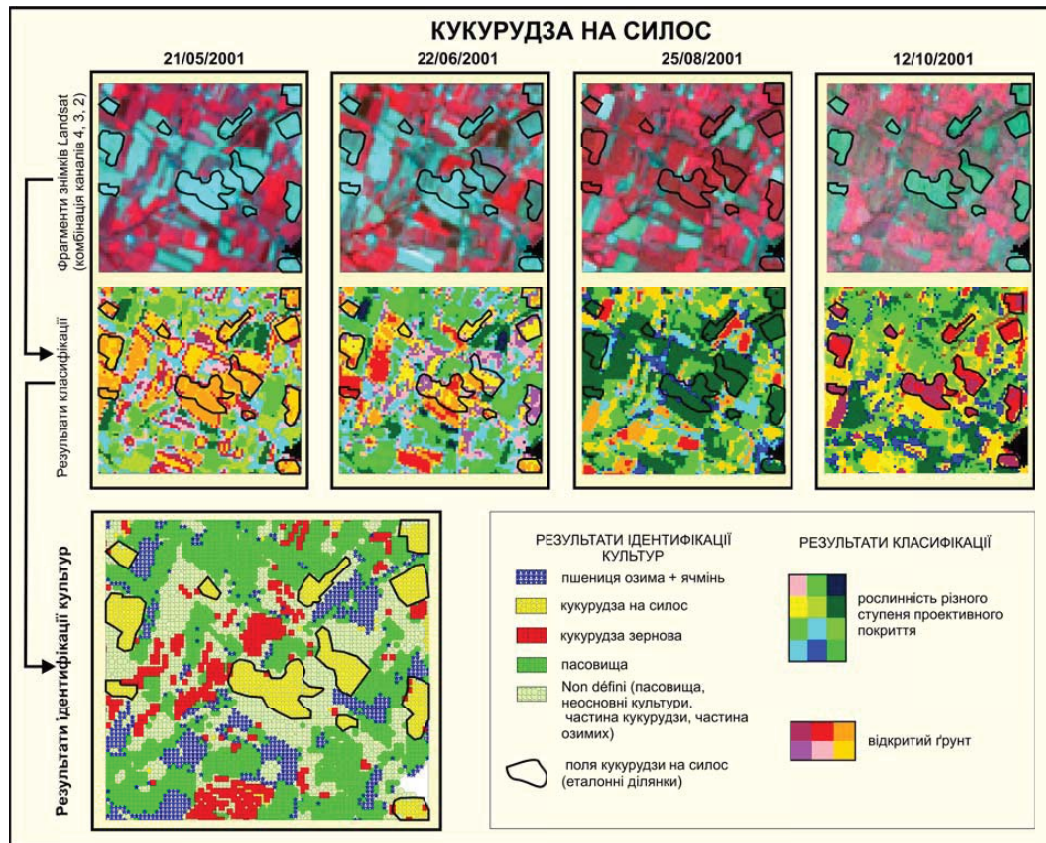 КУКУРУДЗА НА СИЛОС
21/05/2001
22/06/2001
25/08/2001
12/10/2001
Фрагменти знімків Landsat
(комбінація каналів 4, 3, 2)
Результати класифікації
Результати ідентифікації культур
РЕЗУЛЬТАТИ ІДЕНТИФІКАЦІЇ
КУЛЬТУР
пшениця озима + ячмінь
кукурудза на силос
кукурудза зернова
пасовища
Non défini (пасовища,
неосновні культури.
частина кукурудзи, частина
озимих)
поля кукурудзи на силос
(еталонні ділянки)
РЕЗУЛЬТАТИ КЛАСИФІКАЦІЇ
рослинність різного
ступеня проективного
покриття
відкритий ґрунт